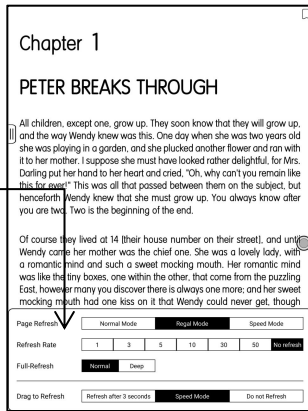 Chapter 1
PETER BREAKS THROUGH
All children, except one, grow up. They soon know that they will grow up,
and the way Wendy knew was this. One day when she was two years old
she was playing in a garden, and she plucked another flower and ran with
it to her mother. I suppose she must have looked rather delightful, for Mrs.
Darling put her hand to her heart and cried, "Oh, why can't you remain like
this for ever!" This was all that passed between them on the subject, but
henceforth Wendy knew that she must grow up. You always know after
you are two. Two is the beginning of the end.
Of course they lived at 14 [their house number on their street], and until
Wendy came her mother was the chief one. She was a lovely lady, with
a romantic mind and such a sweet mocking mouth. Her romantic mind
was like the tiny boxes, one within the other, that come from the puzzling
East, however many you discover there is always one more; and her sweet
mocking mouth had one kiss on it that Wendy could never get, though
Page Refresh Normal Mode Regal Mode Speed Mode
Refresh Rate 1 3 5 10 30 50 No refresh
Full-Refresh Normal Deep
Drag to Refresh Refresh after 3 seconds Speed Mode Do not Refresh